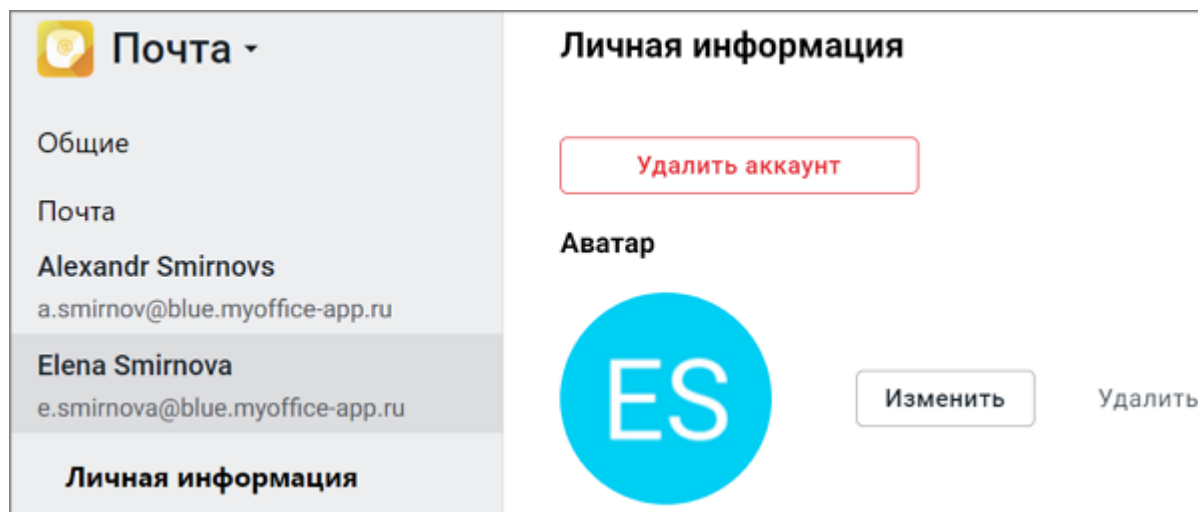 Почта
Общие
Почта
Alexandr Smirnovs
a.smirnov@blue.myoffice-app.ru
Elena Smirnova
e.smirnova@blue.myoffice-app.ru
Личная информация
Личная информация
Удалить аккаунт
Аватар
ES
Изменить
Удалить